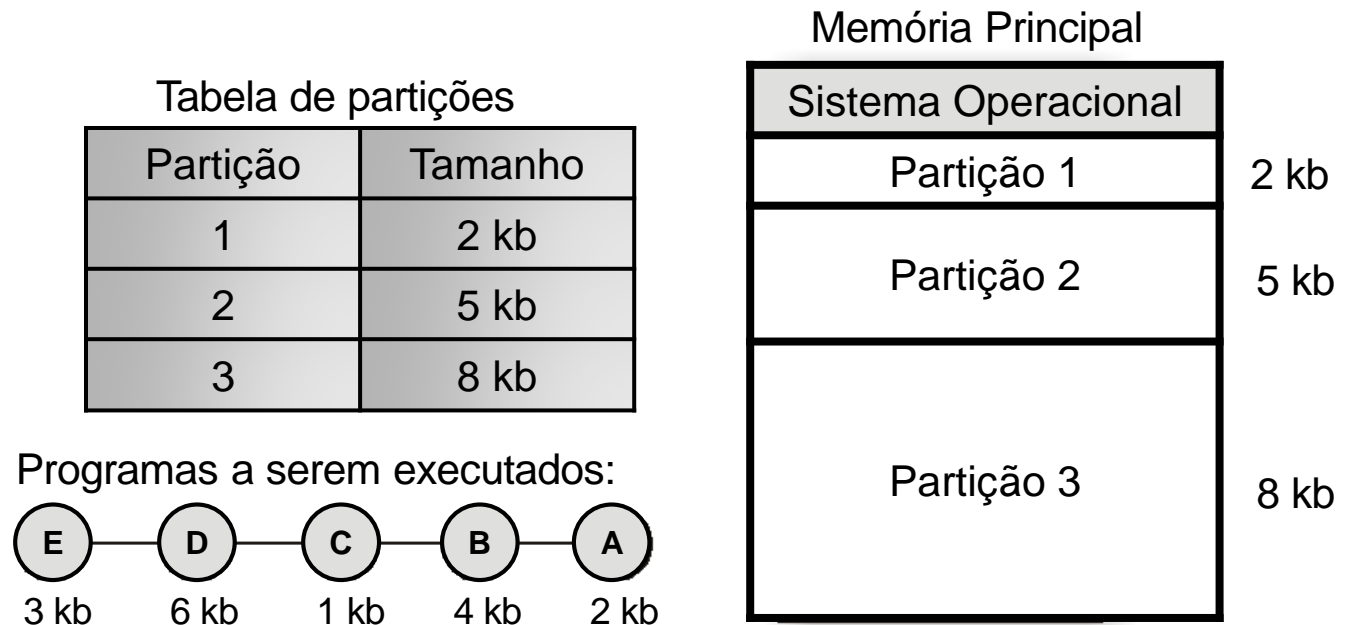 Tabela de partições
Partição Tamanho
1 2 kb
2 5 kb
3 8 kb
Programas a serem executados:
E D C B A
3 kb 6 kb 1 kb 4 kb 2 kb
Memória Principal
Sistema Operacional
Partição 1 2 kb
Partição 2 5 kb
Partição 3 8 kb